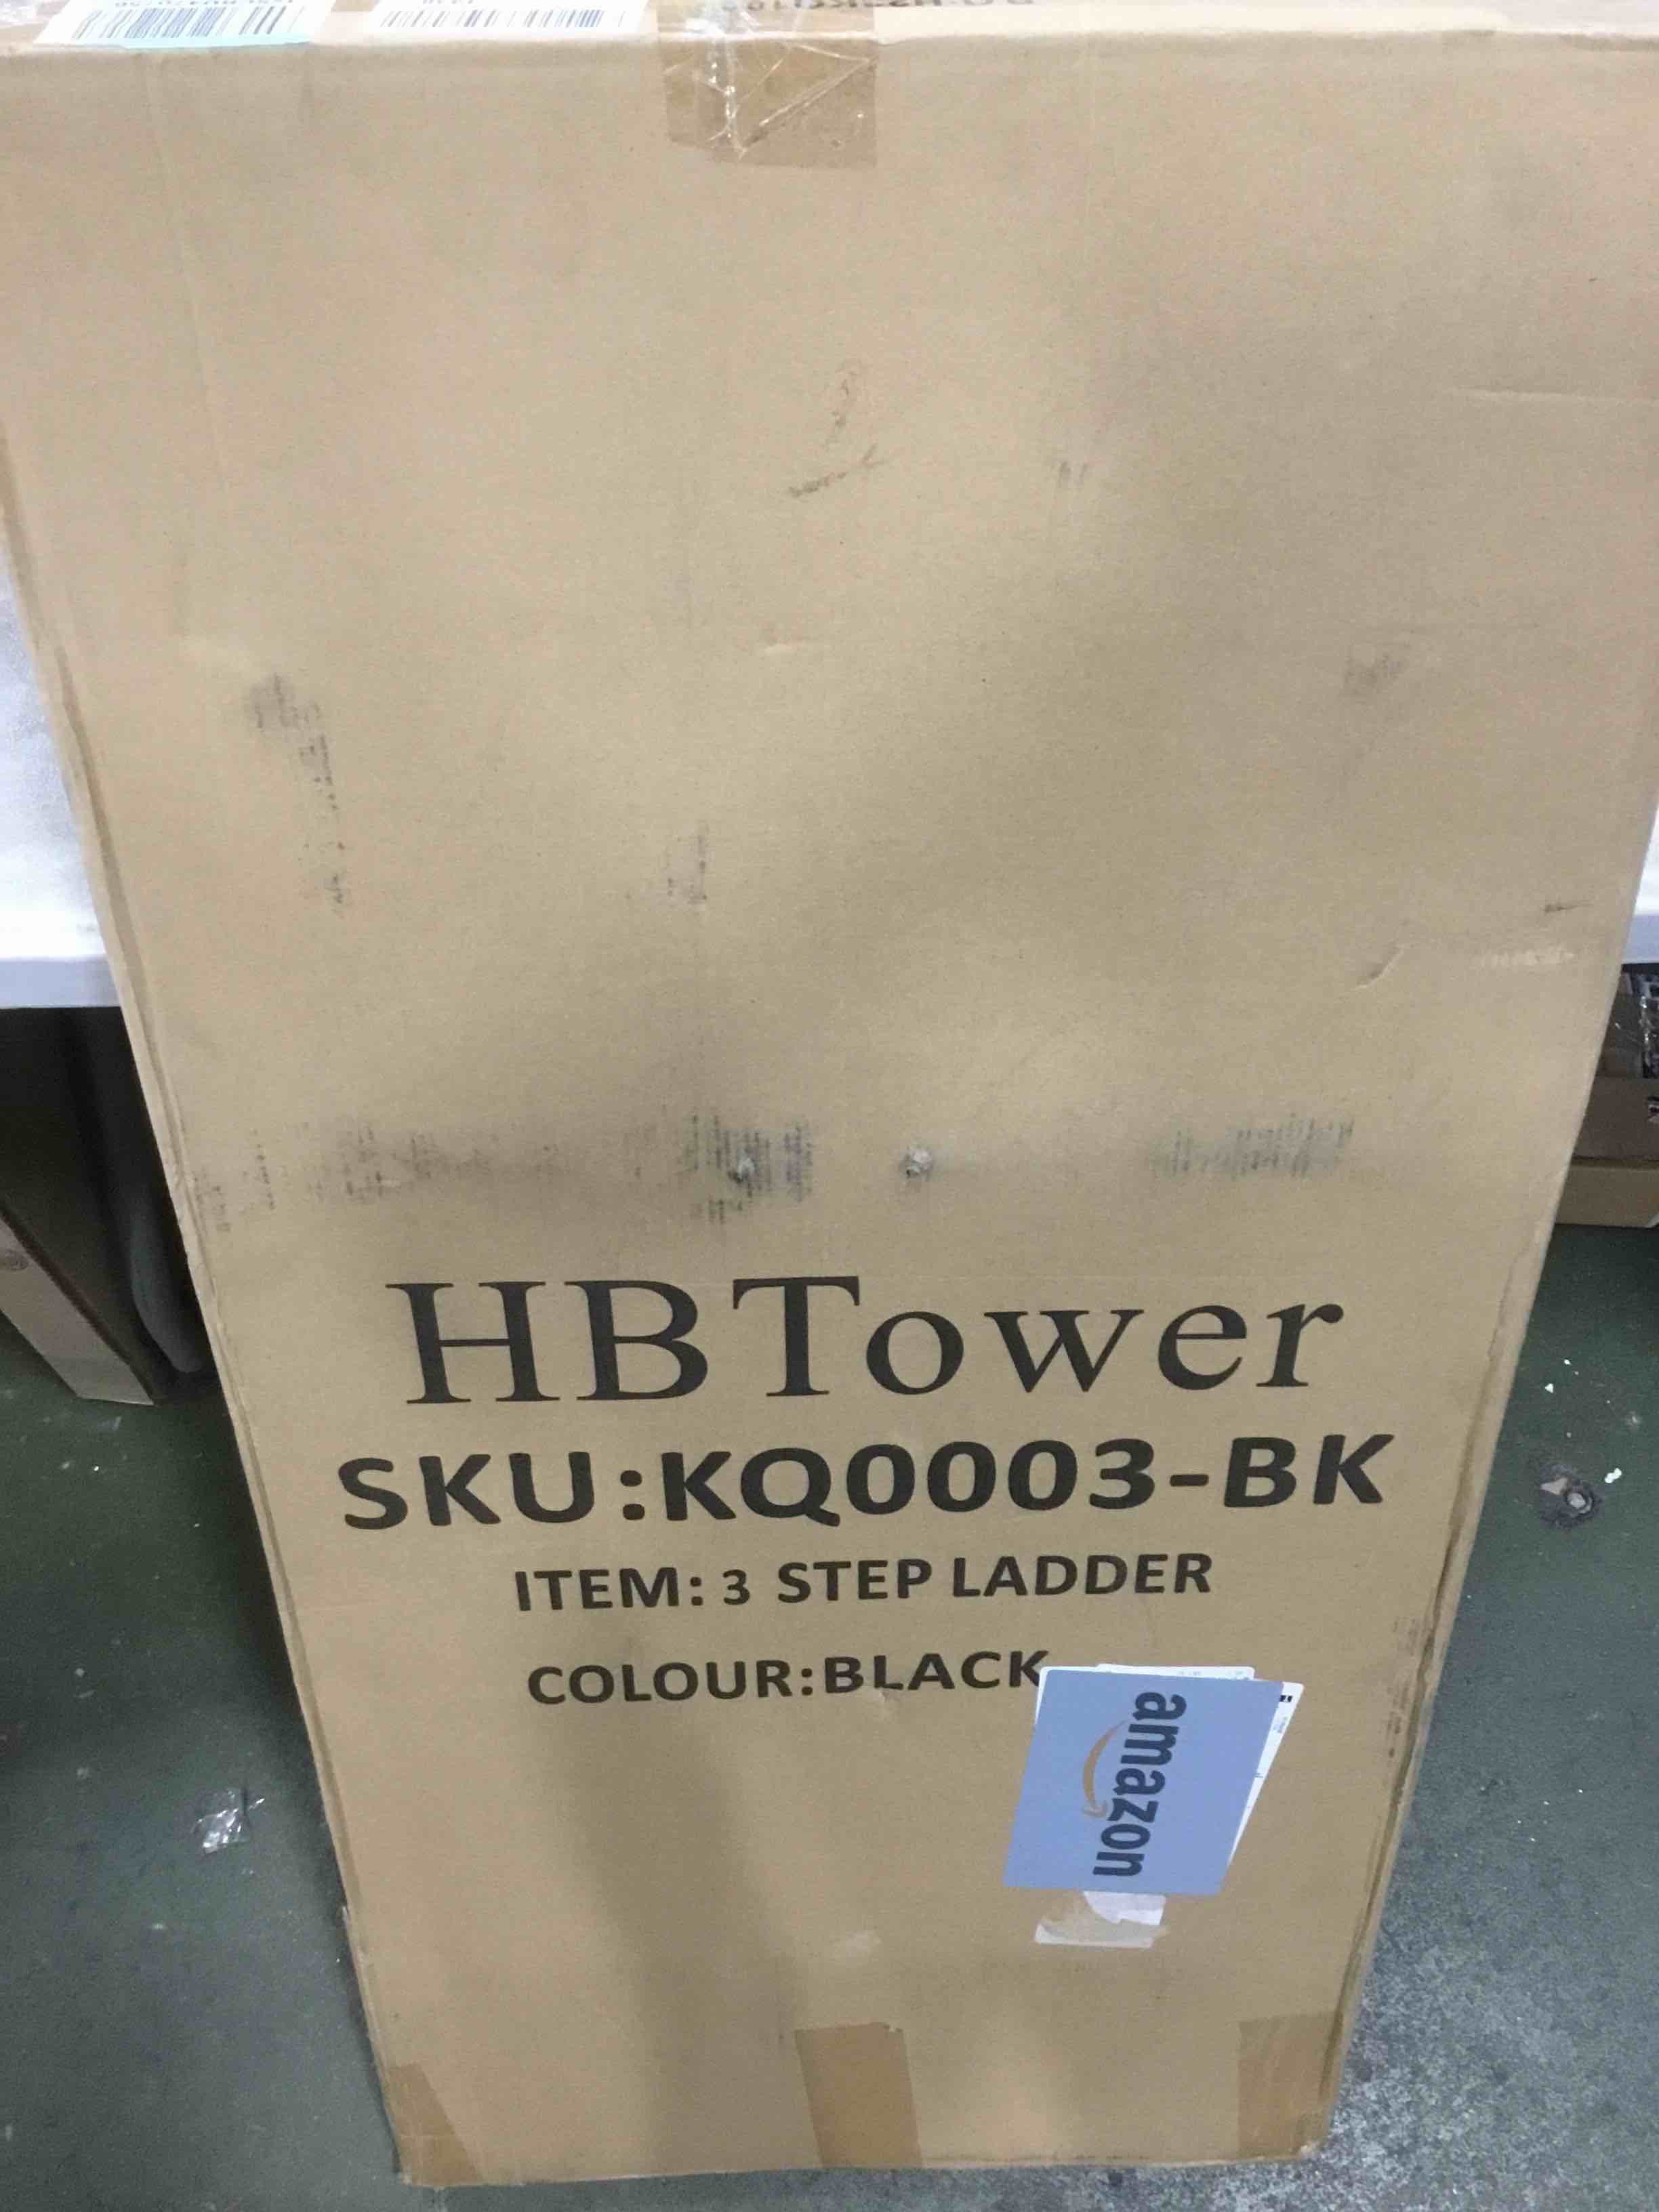 HBTower
SKU:KQ0003-BK
ITEM: 3 STEP LADDER
COLOUR:BLACK
amazon